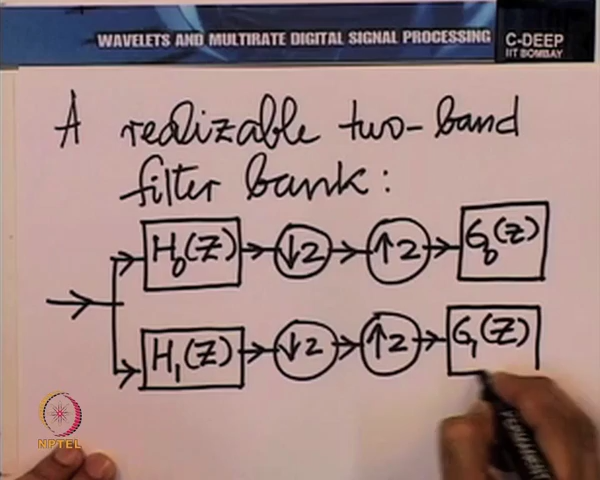 WAVELETS AND MULTIRATE DIGITAL SIGNAL PROCESSING
C-DEEP
IIT BOMBAY
A realizable two-band
filter bank:
H₀(Z) ↓2 ↑2 G₀(Z)
H₁(Z) ↓2 ↑2 G₁(Z)
NPTEL
PERMANENT